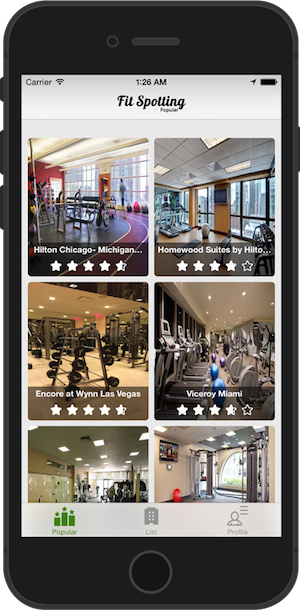 Carrier 1:26 AM
Fit Spotting
Popular
Hilton Chicago- Michigan...
Homewood Suites by Hilto...
Encore at Wynn Las Vegas
Viceroy Miami
Popular List Profile